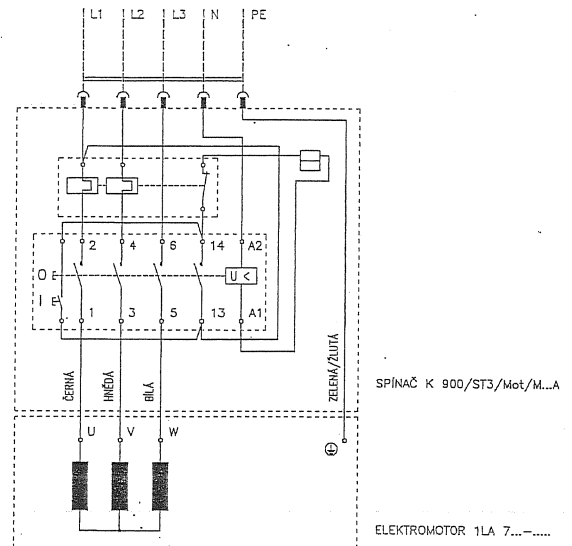 L1 L2 L3 N PE
2 4 6 14 A2
O E U <
I E
1 3 5 13 A1
ČERNÁ HNĚDÁ BÍLÁ ZELENÁ/ŽLUTÁ
SPÍNAČ K 900/ST3/Mot/M...A
U V W
ELEKTROMOTOR 1LA 7...-.....